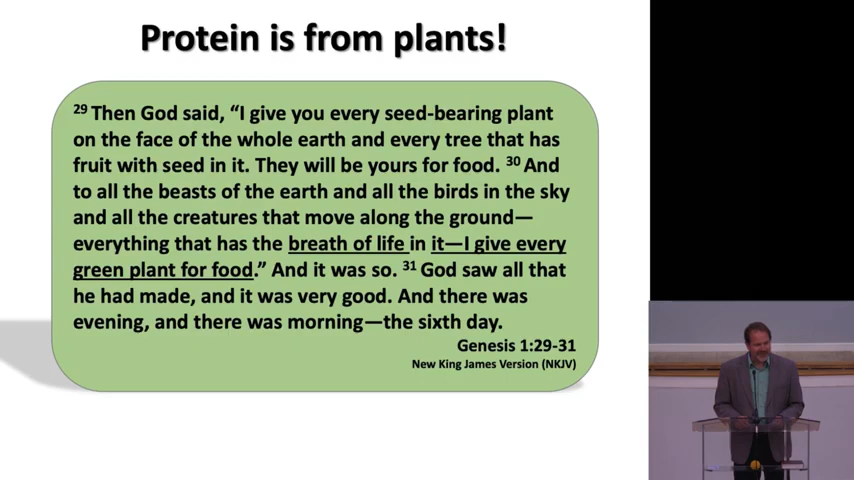 Protein is from plants!
29 Then God said, “I give you every seed-bearing plant
on the face of the whole earth and every tree that has
fruit with seed in it. They will be yours for food. 30 And
to all the beasts of the earth and all the birds in the sky
and all the creatures that move along the ground—
everything that has the breath of life in it—I give every
green plant for food.” And it was so. 31 God saw all that
he had made, and it was very good. And there was
evening, and there was morning—the sixth day.
Genesis 1:29-31
New King James Version (NKJV)